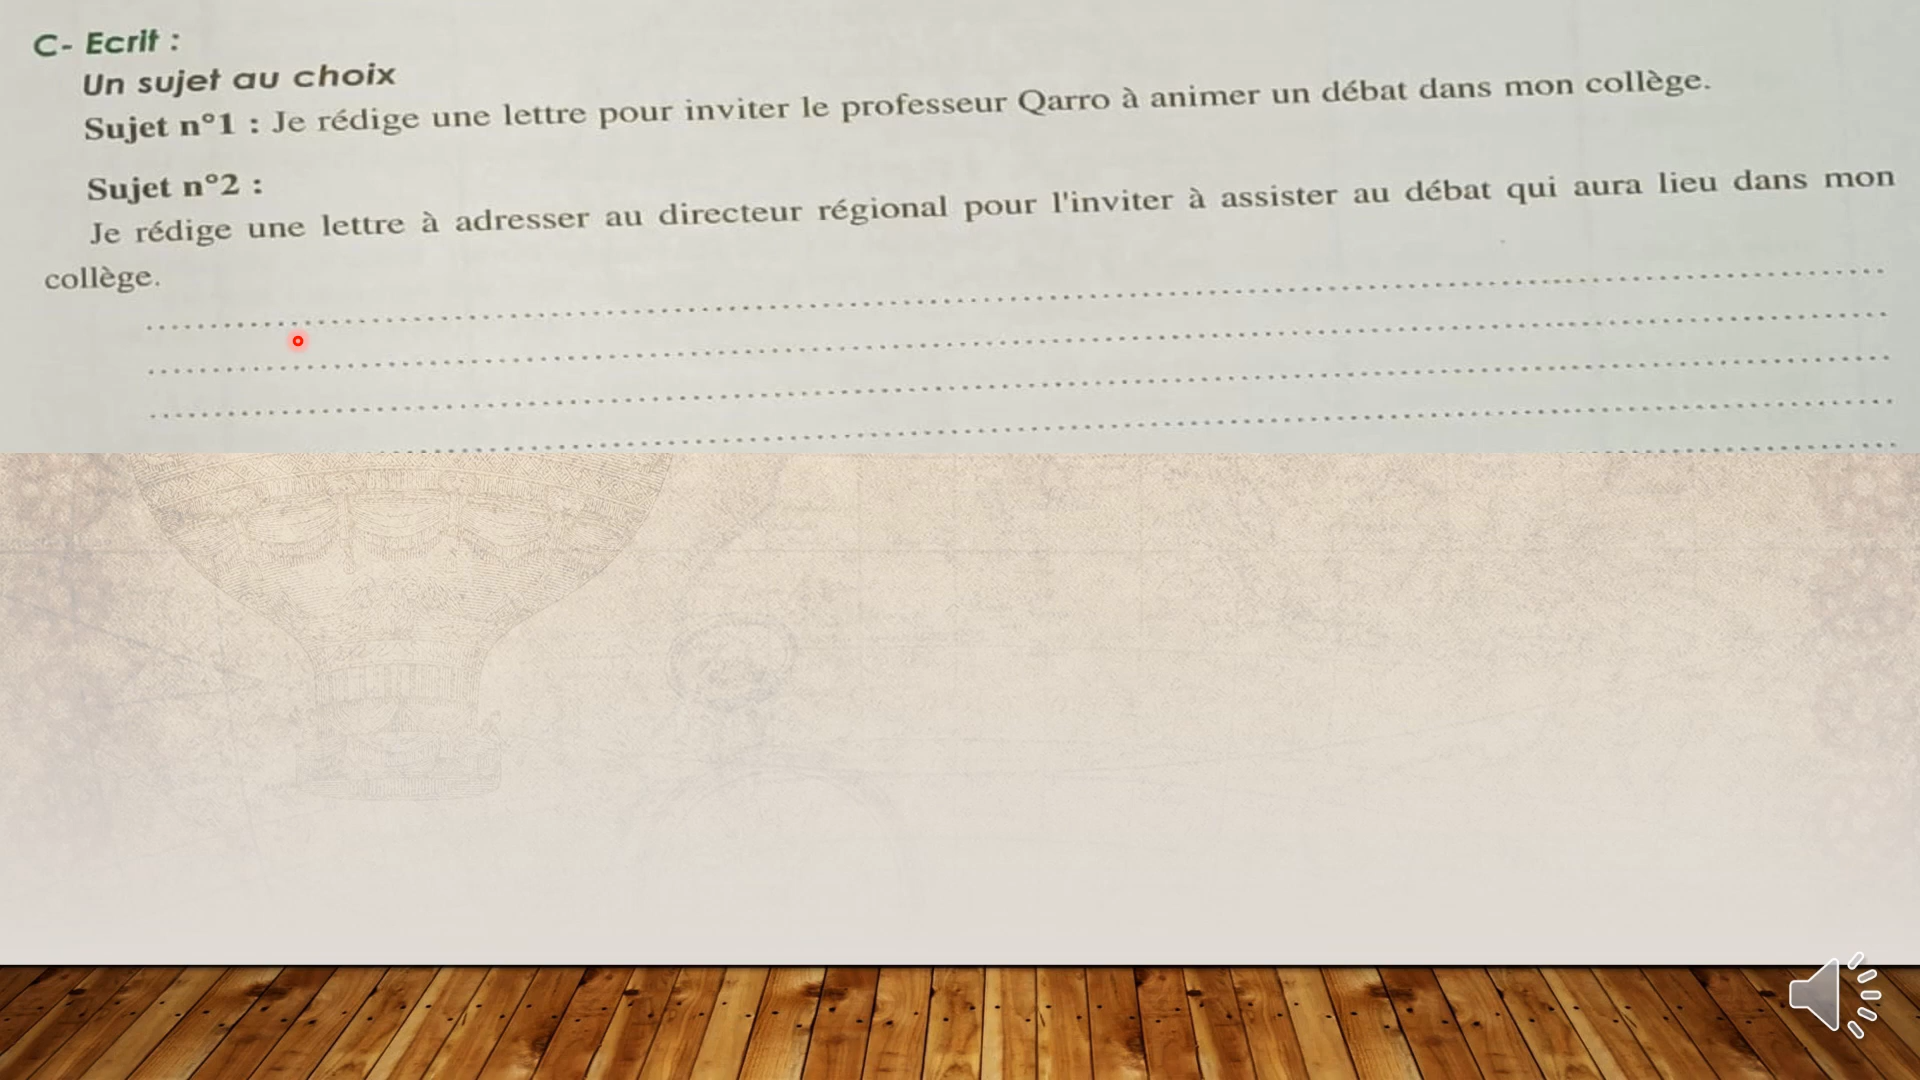 C- Ecrit :
Un sujet au choix
Sujet n°1 : Je rédige une lettre pour inviter le professeur Qarro à animer un débat dans mon collège.
Sujet n°2 :
Je rédige une lettre à adresser au directeur régional pour l'inviter à assister au débat qui aura lieu dans mon
collège.